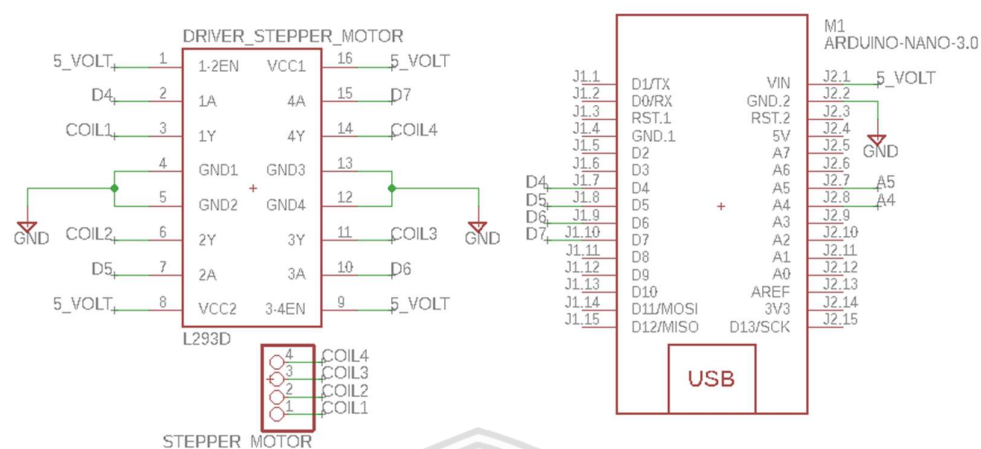 DRIVER_STEPPER_MOTOR
5_VOLT 1 1-2EN VCC1 16 5_VOLT
D4 2 1A 4A 15 D7
COIL1 3 1Y 4Y 14 COIL4
4 GND1 GND3 13
5 GND2 GND4 12
GND GND
COIL2 6 2Y 3Y 11 COIL3
D5 7 2A 3A 10 D6
5_VOLT 8 VCC2 3-4EN 9 5_VOLT
L293D
4 COIL4
3 COIL3
2 COIL2
1 COIL1
STEPPER_MOTOR
M1
ARDUINO-NANO-3.0
J1.1 D1/TX VIN J2.1 5_VOLT
J1.2 D0/RX GND.2 J2.2
J1.3 RST.1 RST.2 J2.3
J1.4 GND.1 5V J2.4
GND
J1.5 D2 A7 J2.5
J1.6 D3 A6 J2.6
D4 J1.7 D4 A5 J2.7 A5
D5 J1.8 D5 A4 J2.8 A4
D6 J1.9 D6 A3 J2.9
D7 J1.10 D7 A2 J2.10
J1.11 D8 A1 J2.11
J1.12 D9 A0 J2.12
J1.13 D10 AREF J2.13
J1.14 D11/MOSI 3V3 J2.14
J1.15 D12/MISO D13/SCK J2.15
USB